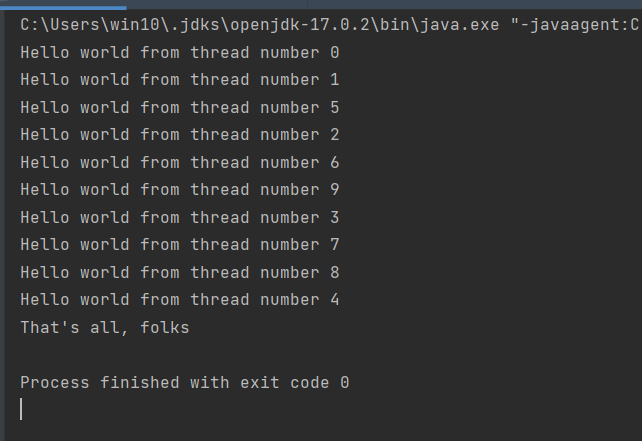 C:\Users\win10\.jdks\openjdk-17.0.2\bin\java.exe "-javaagent:C
Hello world from thread number 0
Hello world from thread number 1
Hello world from thread number 5
Hello world from thread number 2
Hello world from thread number 6
Hello world from thread number 9
Hello world from thread number 3
Hello world from thread number 7
Hello world from thread number 8
Hello world from thread number 4
That's all, folks
Process finished with exit code 0